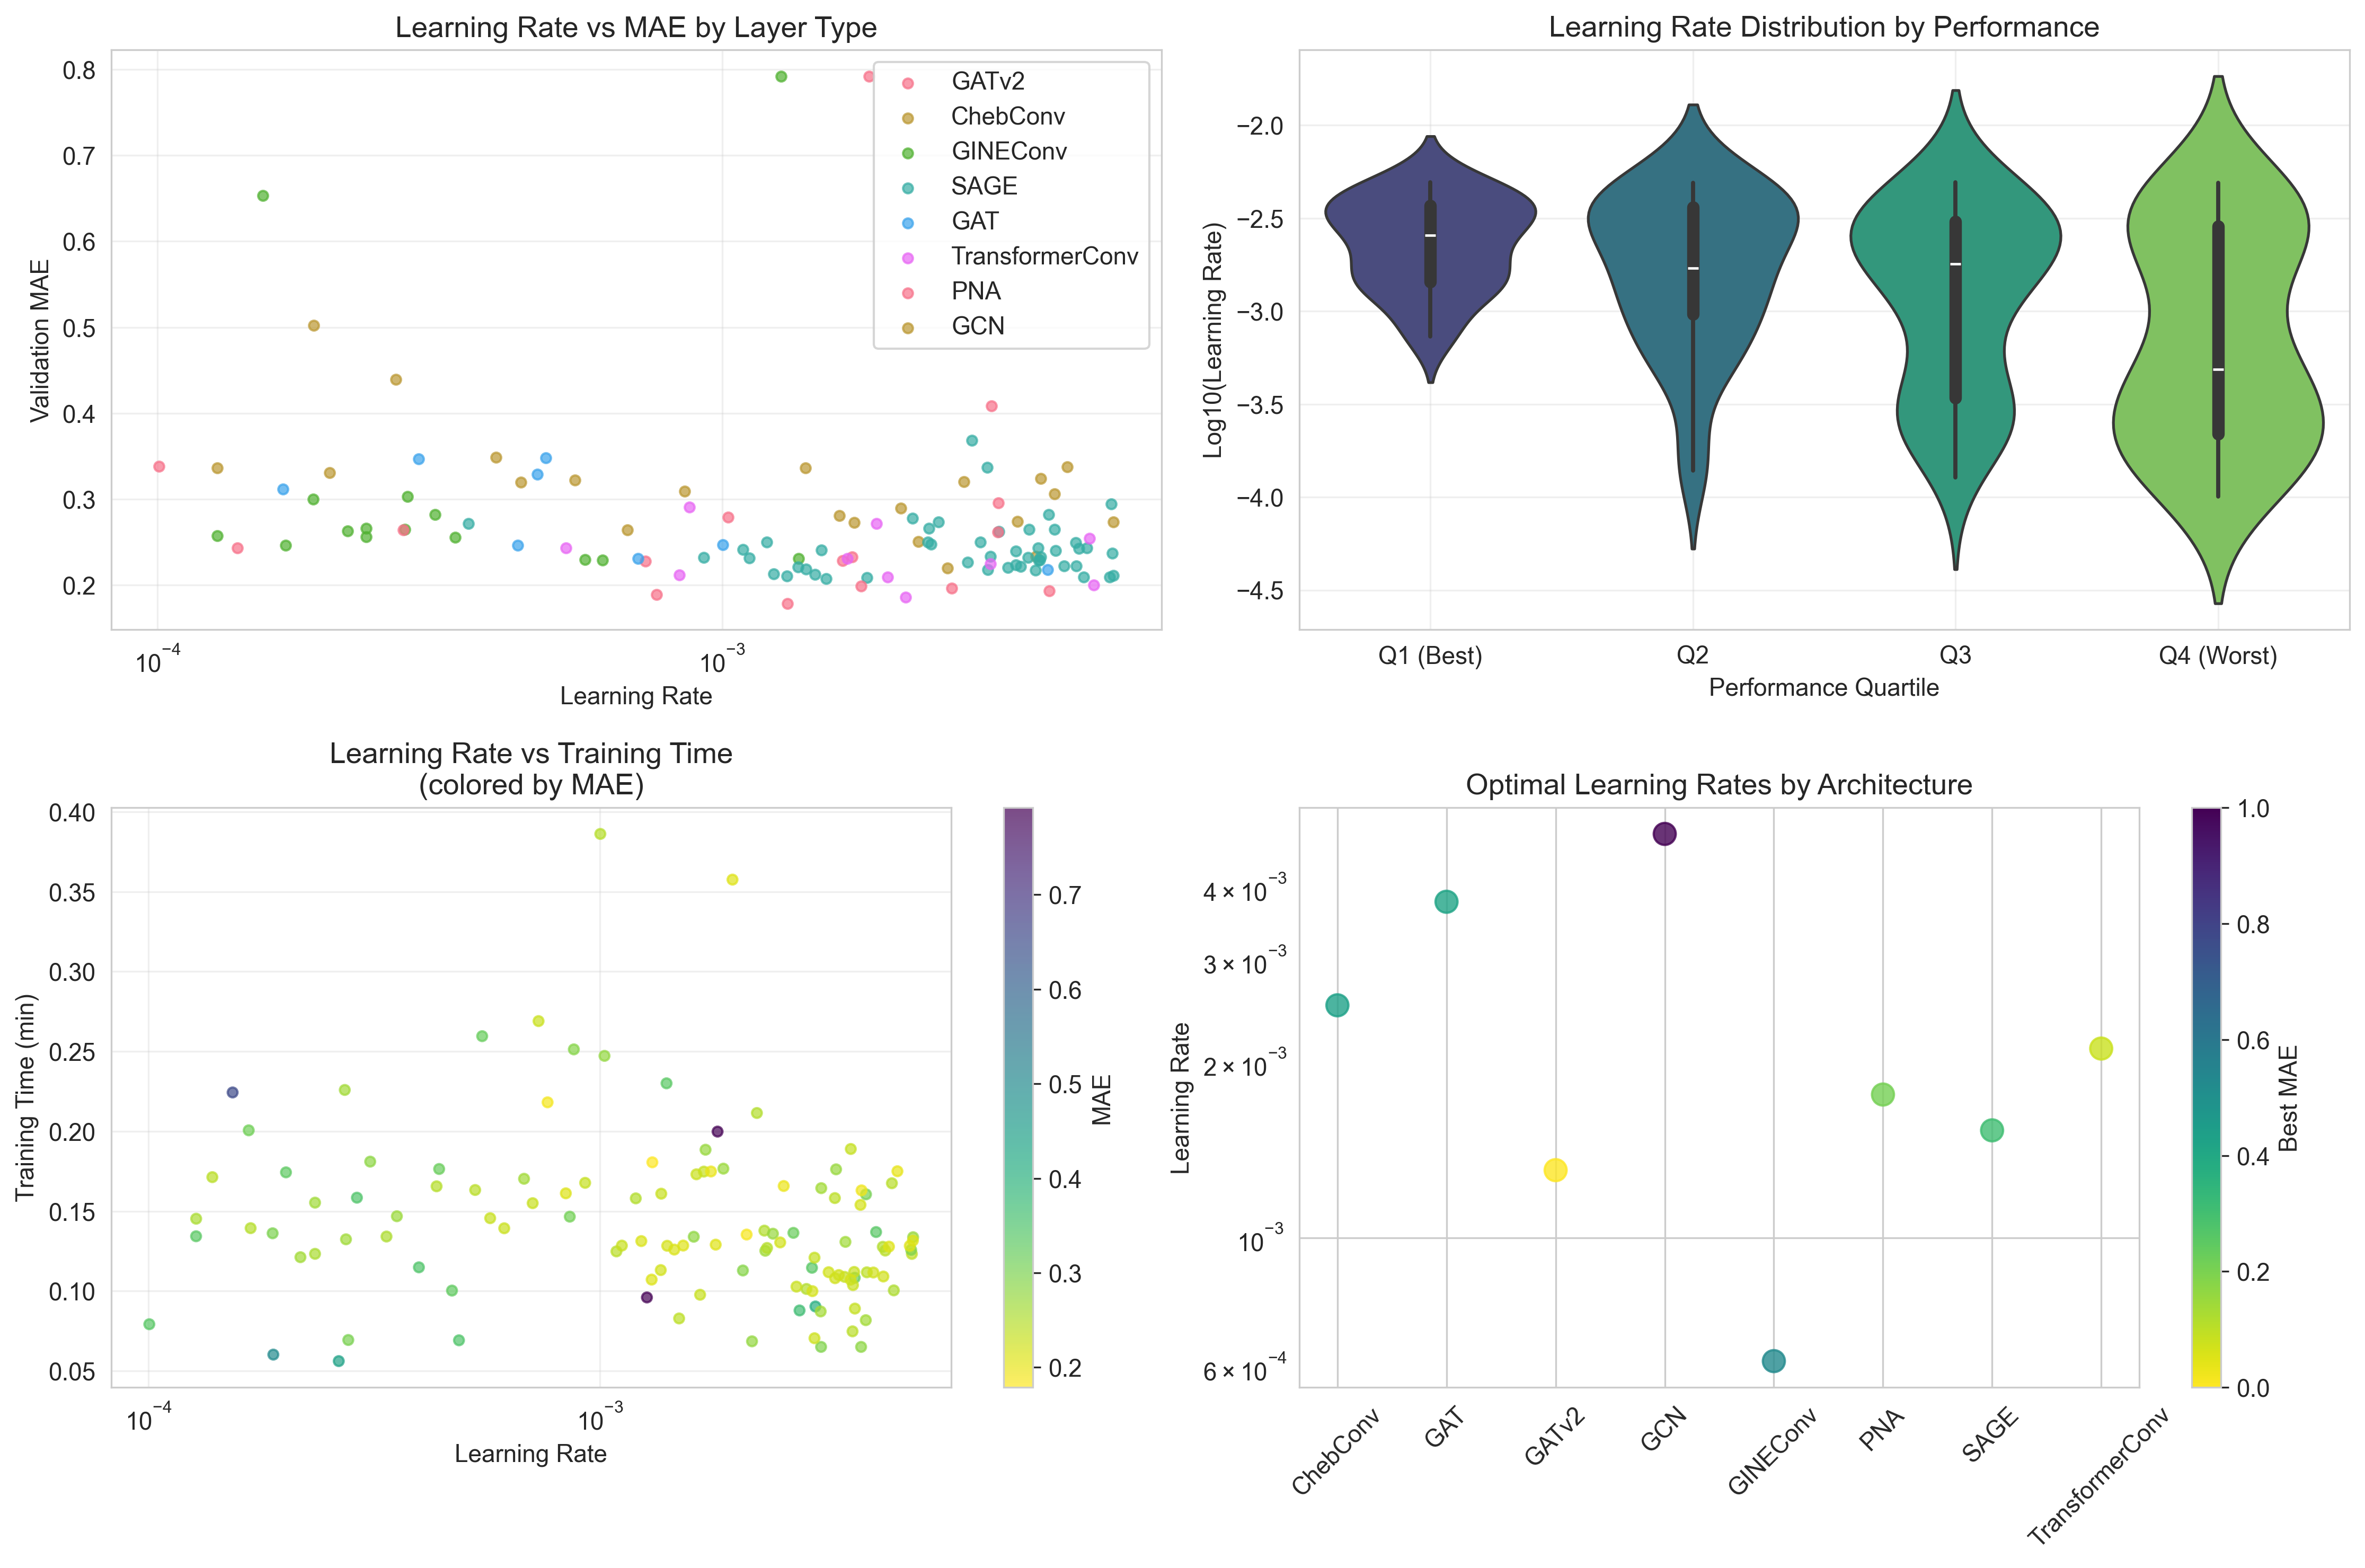 Learning Rate vs MAE by Layer Type
0.8
0.7
0.6
0.5
0.4
0.3
0.2
Validation MAE
10⁻⁴
10⁻³
Learning Rate
GATv2
ChebConv
GINEConv
SAGE
GAT
TransformerConv
PNA
GCN
Learning Rate Distribution by Performance
−2.0
−2.5
−3.0
−3.5
−4.0
−4.5
Log10(Learning Rate)
Q1 (Best)
Q2
Q3
Q4 (Worst)
Performance Quartile
Learning Rate vs Training Time
(colored by MAE)
0.40
0.35
0.30
0.25
0.20
0.15
0.10
0.05
Training Time (min)
10⁻⁴
10⁻³
Learning Rate
0.7
0.6
0.5
0.4
0.3
0.2
MAE
Optimal Learning Rates by Architecture
4 × 10⁻³
3 × 10⁻³
2 × 10⁻³
10⁻³
6 × 10⁻⁴
Learning Rate
ChebConv
GAT
GATv2
GCN
GINEConv
PNA
SAGE
TransformerConv
1.0
0.8
0.6
0.4
0.2
0.0
Best MAE